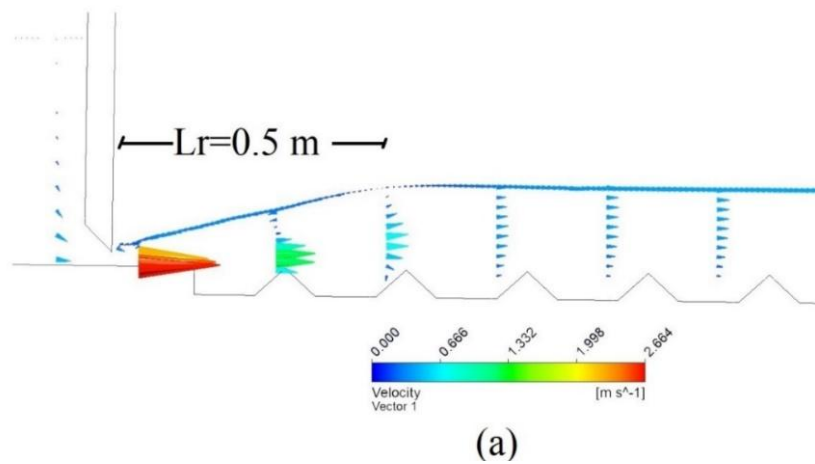 Lr=0.5 m
0.000
0.666
1.332
1.998
2.664
Velocity
[m s^-1]
Vector 1
(a)